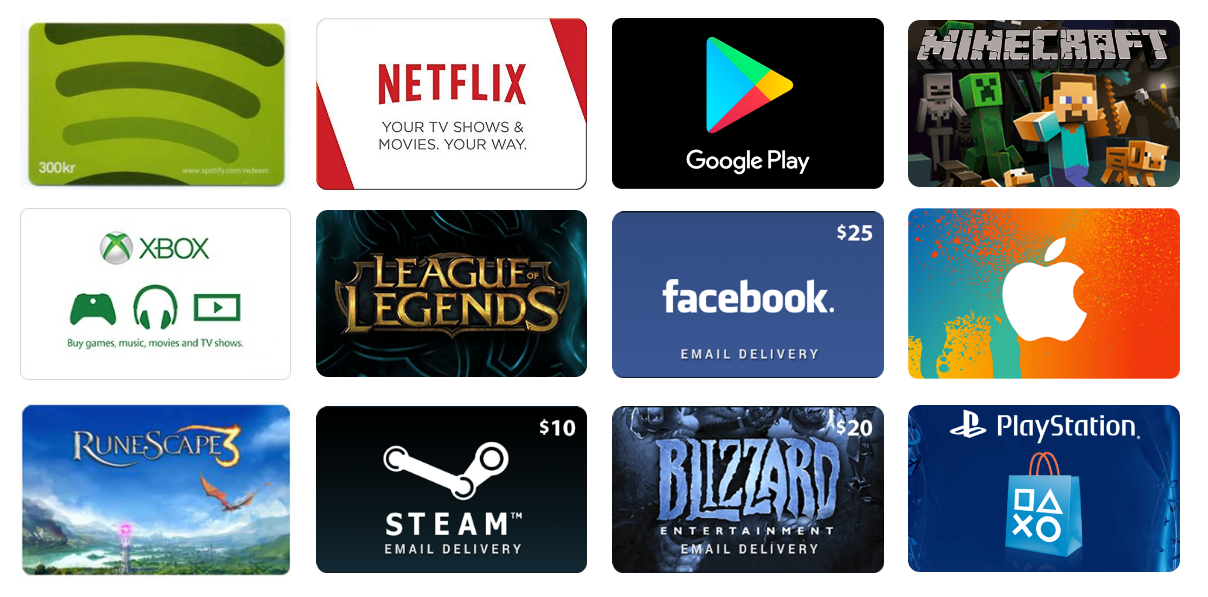 300kr
www.spotify.com/redeem
NETFLIX
YOUR TV SHOWS &
MOVIES. YOUR WAY.
Google Play
MINECRAFT
XBOX
Buy games, music, movies and TV shows.
LEAGUE OF
LEGENDS
$25
facebook.
EMAIL DELIVERY
RUNESCAPE 3
$10
STEAM™
EMAIL DELIVERY
$20
BLIZZARD
ENTERTAINMENT
EMAIL DELIVERY
PlayStation.